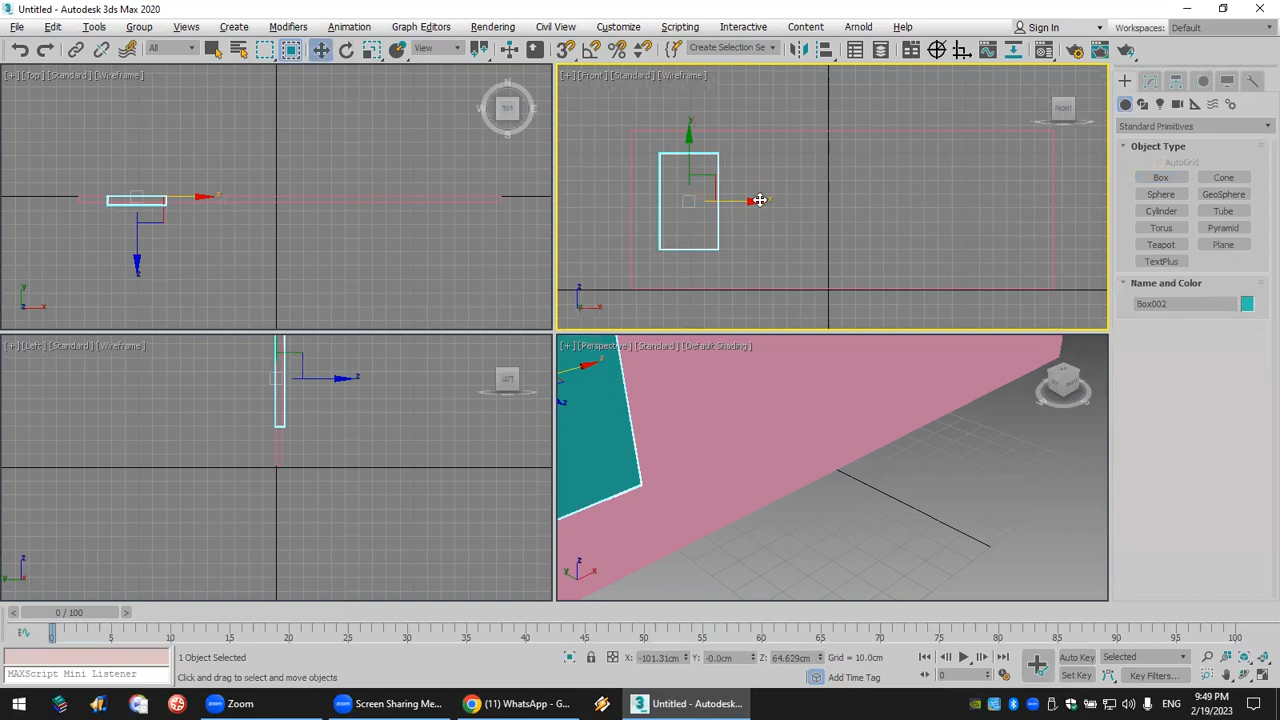 Untitled - Autodesk 3ds Max 2020
File Edit Tools Group Views Create Modifiers Animation Graph Editors Rendering Civil View Customize Scripting Interactive Content Arnold Help Sign In Workspaces: Default
All View Create Selection Se
[+] [Top] [Standard] [Wireframe]
N
W TOP E
S
y
x
z
[+] [Front] [Standard] [Wireframe]
FRONT
y
x
z
x
Standard Primitives
Object Type
AutoGrid
Box Cone
Sphere GeoSphere
Cylinder Tube
Torus Pyramid
Teapot Plane
TextPlus
Name and Color
Box002
[+] [Left] [Standard] [Wireframe]
LEFT
z
z
y
[+] [Perspective] [Standard] [Default Shading]
x
z
z
x
0 / 100
0 5 10 15 20 25 30 35 40 45 50 55 60 65 70 75 80 85 90 95 100
MAXScript Mini Listener
1 Object Selected
Click and drag to select and move objects
X: -101.31cm Y: -0.0cm Z: 64.629cm Grid = 10.0cm
Add Time Tag
0
Auto Key Selected
Set Key Key Filters...
Zoom
Screen Sharing Me...
(11) WhatsApp - G...
3 Untitled - Autodesk...
ENG
9:49 PM
2/19/2023